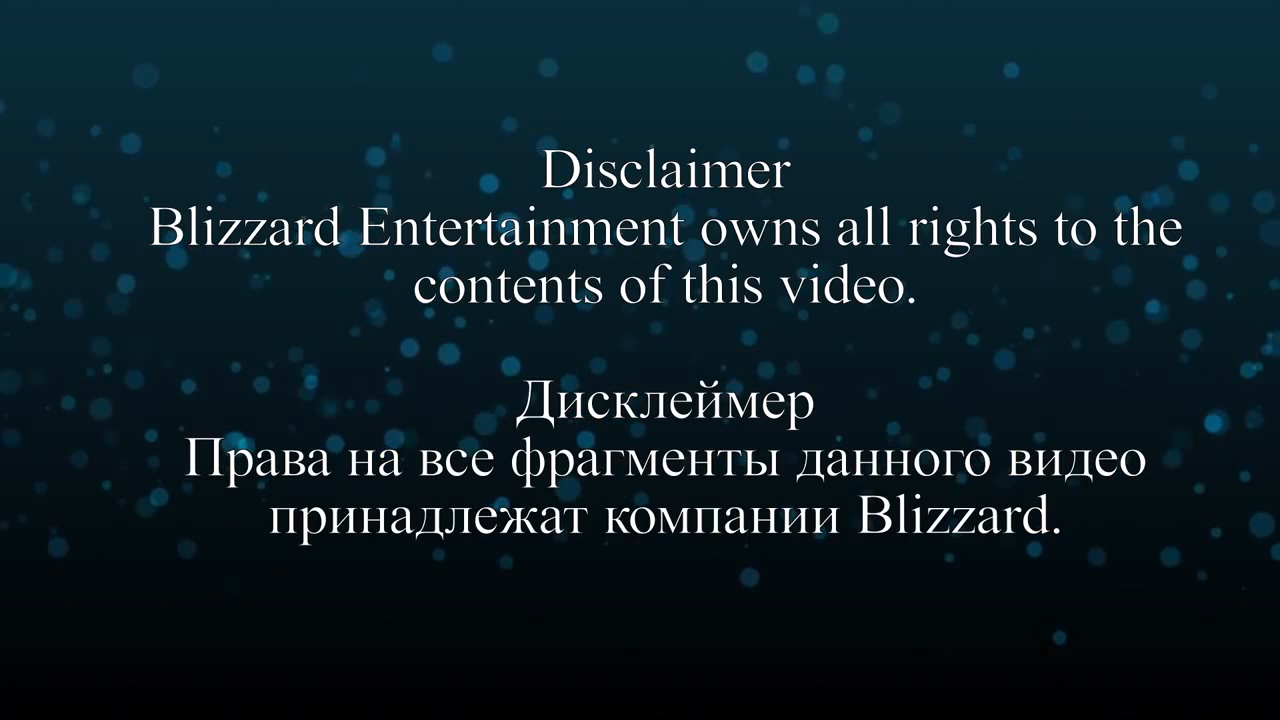 Disclaimer
Blizzard Entertainment owns all rights to the
contents of this video.
Дисклеймер
Права на все фрагменты данного видео
принадлежат компании Blizzard.